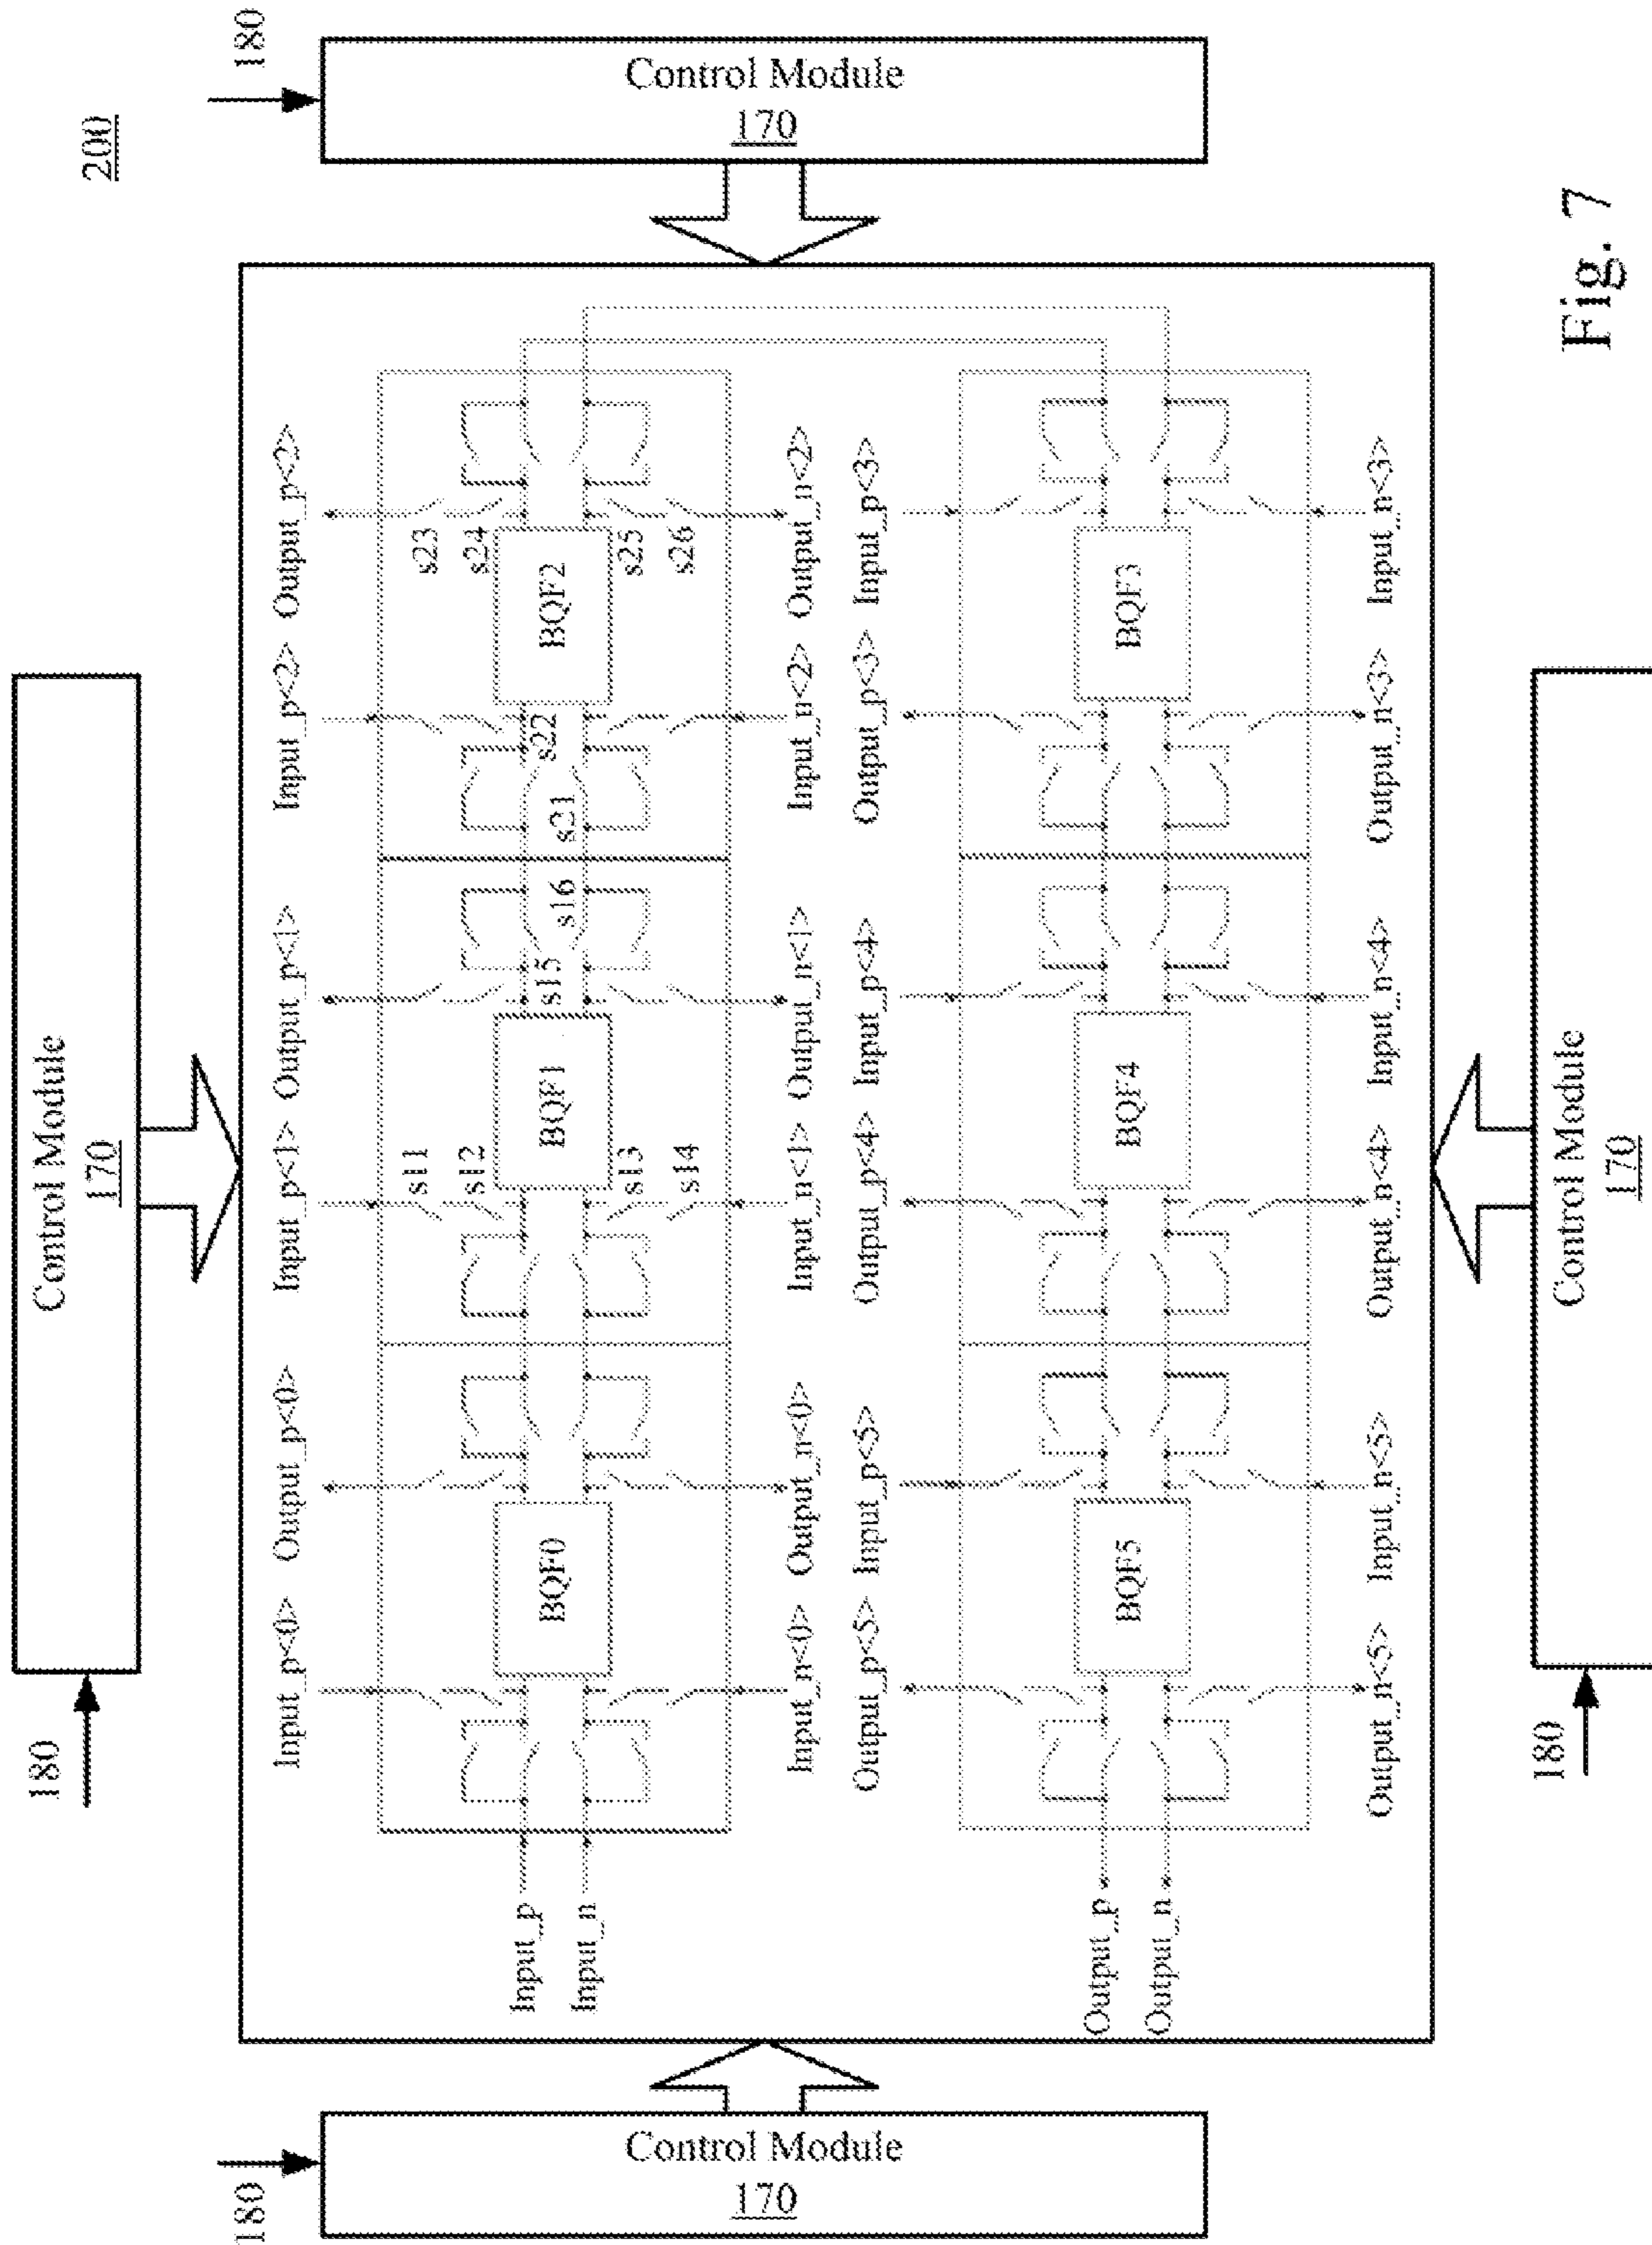 200
Control Module
170
180
Control Module
170
180
Input_p<0>
Output_p<0>
Input_p<1>
Output_p<1>
Input_p<2>
Output_p<2>
s11
s12
s23
s24
Input_p
Input_n
BQF0
BQF1
s15
s16
s21
s22
BQF2
s13
s14
s25
s26
Input_n<0>
Output_n<0>
Input_n<1>
Output_n<1>
Input_n<2>
Output_n<2>
Output_p<5>
Input_p<5>
Output_p<4>
Input_p<4>
Output_p<3>
Input_p<3>
Output_p
Output_n
BQF5
BQF4
BQF3
Output_n<5>
Input_n<5>
Output_n<4>
Input_n<4>
Output_n<3>
Input_n<3>
180
Control Module
170
180
Control Module
170
Fig. 7